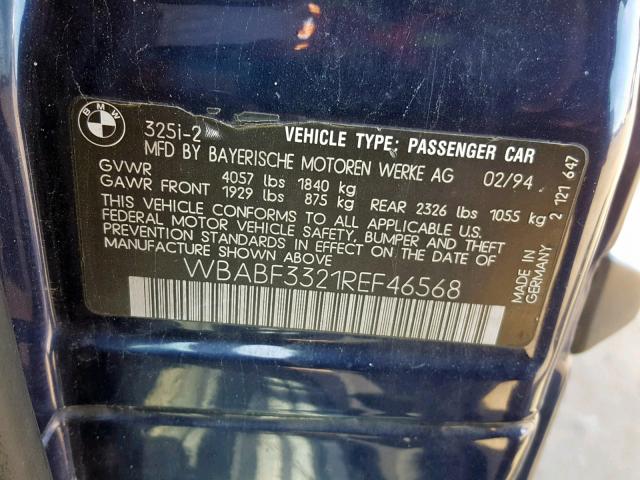 BMW
325i-2
VEHICLE TYPE: PASSENGER CAR
MFD BY BAYERISCHE MOTOREN WERKE AG 02/94
GVWR 4057 lbs 1840 kg
GAWR FRONT 1929 lbs 875 kg REAR 2326 lbs 1055 kg
THIS VEHICLE CONFORMS TO ALL APPLICABLE U.S.
FEDERAL MOTOR VEHICLE SAFETY, BUMPER AND THEFT
PREVENTION STANDARDS IN EFFECT ON THE DATE OF
MANUFACTURE SHOWN ABOVE
WBABF3321REF46568
2 121 647
MADE IN
GERMANY